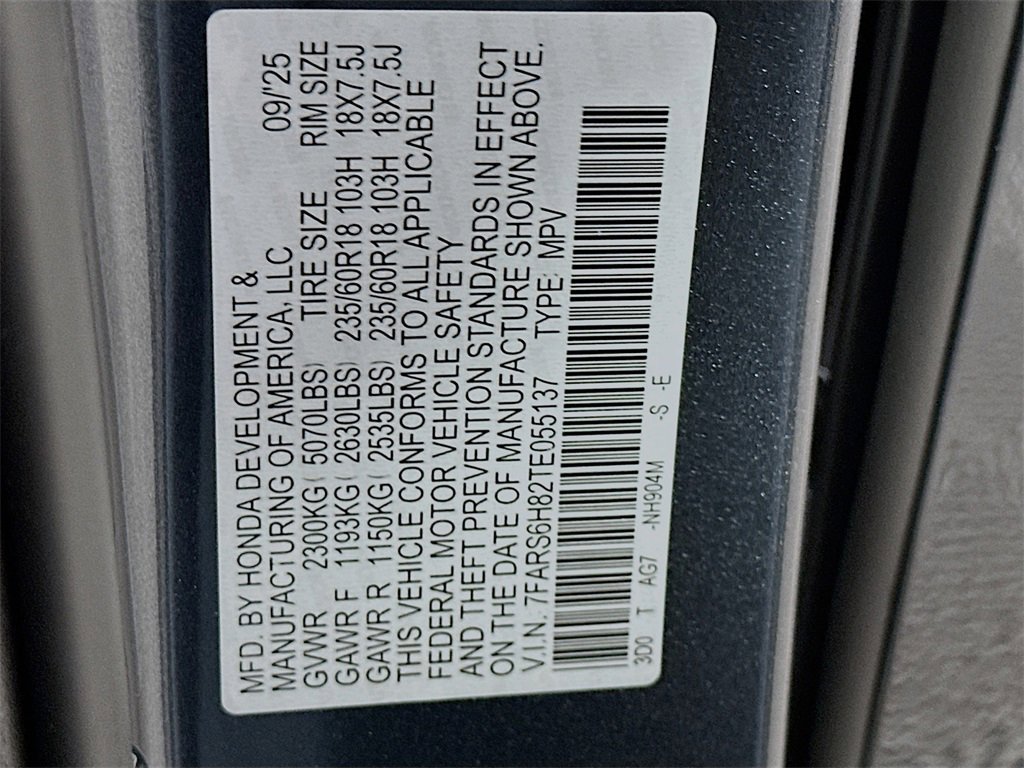 MFD. BY HONDA DEVELOPMENT &
MANUFACTURING OF AMERICA, LLC 09/'25
GVWR 2300KG( 5070LBS) TIRE SIZE RIM SIZE
GAWR F 1193KG( 2630LBS) 235/60R18 103H 18X7.5J
GAWR R 1150KG( 2535LBS) 235/60R18 103H 18X7.5J
THIS VEHICLE CONFORMS TO ALL APPLICABLE
FEDERAL MOTOR VEHICLE SAFETY
AND THEFT PREVENTION STANDARDS IN EFFECT
ON THE DATE OF MANUFACTURE SHOWN ABOVE.
V.I.N. 7FARS6H82TE055137 TYPE: MPV
3D0 T AG7 -NH904M -S -E